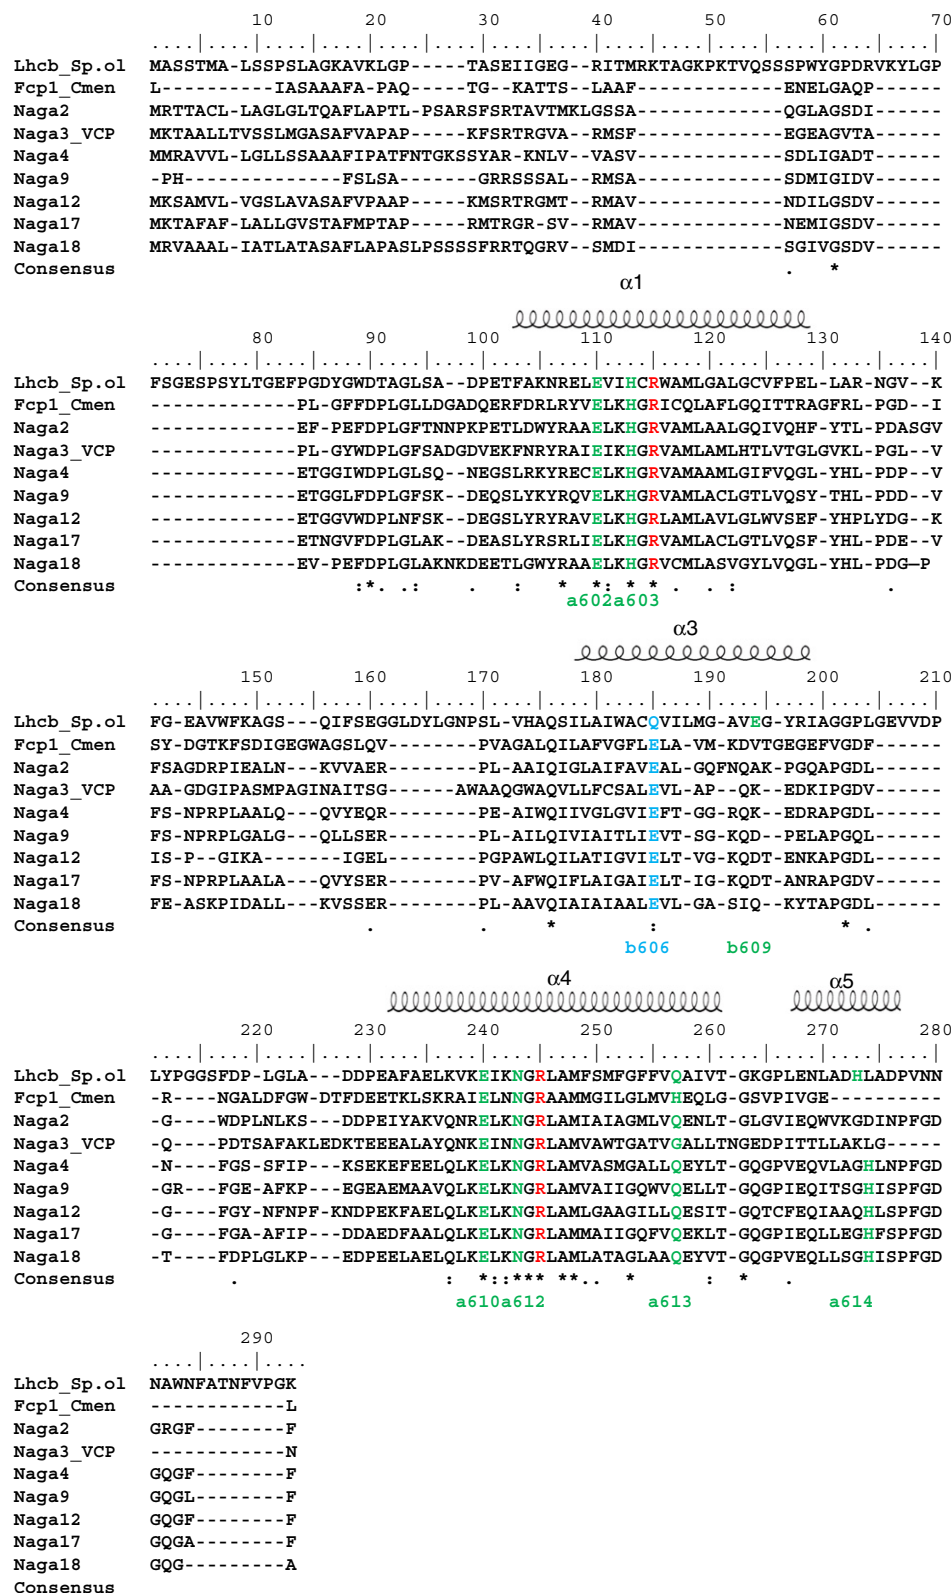 10 20 30 40 50 60 70
....|....|....|....|....|....|....|....|....|....|....|....|....|....|
Lhcb_Sp.ol MASSTMA-LSSPSLAGKAVKLGP----TASEIIGEG--RITMRKTAGKPKTVQSSSPWYGPDRVKYLGP
Fcp1_Cmen L----------IASAAAFA-PAQ----TG--KATTS--LAAF-------------ENELGAQP------
Naga2 MRTTACL-LAGLGLTQAFLAPTL-PSARSFSRTAVTMKLGSSA------------QGLAGSDI------
Naga3_VCP MKTAALLTVSSLMGASAFVAPAP----KFSRTRGVA--RMSF-------------EGEAGVTA------
Naga4 MMRAVVL-LGLLSSAAAFIPATFNTGKSSYAR-KNLV--VASV------------SDLIGADT------
Naga9 -PH-------------FSLSA-----GRRSSSAL--RMSA-------------SDMIGIDV------
Naga12 MKSAMVL-VGSLAVASAFVPAAP----KMSRTRGMT--RMAV-------------NDILGSDV------
Naga17 MKTAFAF-LALLGVSTAFMPTAP----RMTRGR-SV--RMAV-------------NEMIGSDV------
Naga18 MRVAAAL-IATLATASAFLAPASLPSSSSFRRTQGRV--SMDI------------SGIVGSDV------
Consensus . *
α1
80 90 100 110 120 130 140
....|....|....|....|....|....|....|....|....|....|....|....|....|....|
Lhcb_Sp.ol FSGESPSYLTGEFPGDYGWDTAGLSA--DPETFAKNRELEVIHCRWAMLGALGCVFPEL-LAR-NGV--K
Fcp1_Cmen -------------PL-GFFDPLGLLDGADQERFDRLRYVELKHGRICQLAFLGQITTRAGFRL-PGD--I
Naga2 -------------EF-PEFDPLGFTNNPKPETLDWYRAAELKHGRVAMLAALGQIVQHF-YTL-PDASGV
Naga3_VCP -------------PL-GYWDPLGFSADGDVEKFNRYRAIEIKHGRVAMLAMLHTLVTGLGVKL-PGL--V
Naga4 -------------ETGGIWDPLGLSQ--NEGSLRKYRECELKHGRVAMAAMLGIFVQGL-YHL-PDP--V
Naga9 -------------ETGGLFDPLGFSK--DEQSLYKYRQVELKHGRVAMLACLGTLVQSY-THL-PDD--V
Naga12 -------------ETGGVWDPLNFSK--DEGSLYRYRAVELKHGRLAMLAVLGLWVSEF-YHPLYDG--K
Naga17 -------------ETNGVFDPLGLAK--DEASLYRSRLIELKHGRVAMLACLGTLVQSF-YHL-PDE--V
Naga18 -------------EV-PEFDPLGLAKNKDEETLGWYRAAELKHGRVCMLASVGYLVQGL-YHL-PDG—P
Consensus :*. .. . : * *: * * . . : .
a602a603
α3
150 160 170 180 190 200 210
....|....|....|....|....|....|....|....|....|....|....|....|....|....|
Lhcb_Sp.ol FG-EAVWFKAGS---QIFSEGGLDYLGNPSL-VHAQSILAIWACQVILMG-AVEG-YRIAGGPLGEVVDP
Fcp1_Cmen SY-DGTKFSDIGEGWAGSLQV--------PVAGALQILAFVGFLELA-VM-KDVTGEGEFVGDF------
Naga2 FSAGDRPIEALN---KVVAER--------PL-AAIQIGLAIFAVEAL-GQFNQAK-PGQAPGDL------
Naga3_VCP AA-GDGIPASMPAGINAITSG------AWAAQGWAQVLLFCSALEVL-AP--QK--EDKIPGDV------
Naga4 FS-NPRPLAALQ---QVYEQR--------PE-AIWQIIVGLGVIEFT-GG--RQK--EDRAPGDL------
Naga9 FS-NPRPLGALG---QLLSER--------PL-AILQIVIAITLIEVT-SG-KQD--PELAPGQL------
Naga12 IS-P--GIKA------IGEL--------PGPAWLQILATIGVIELT-VG-KQDT-ENKAPGDL------
Naga17 FS-NPRPLAALA---QVYSER--------PV-AFWQIFLAIGAIELT-IG-KQDT-ANRAPGDV------
Naga18 FE-ASKPIDALL---KVSSER--------PL-AAVQIAIAIAALEVL-GA-SIQ--KYTAPGDL------
Consensus . . * : * .
b606 b609
α4 α5
220 230 240 250 260 270 280
....|....|....|....|....|....|....|....|....|....|....|....|....|....|
Lhcb_Sp.ol LYPGGSFDP-LGLA---DDPEAFAELKVKEIKNGRLAMFSMFGFFVQAIVT-GKGPLENLADHLADPVNN
Fcp1_Cmen -R---NGALDFGW-DTFDEETKLSKRAIELNNGRAAMMGILGLMVHEQLG-GSVPIVGE-----------
Naga2 -G----WDPLNLKS---DDPEIYAKVQNRELKNGRLAMIAIAGMLVQENLT-GLGVIEQWVKGDINPFGD
Naga3_VCP -Q---PDTSAFAKLEDKTEEEALAYQNKEINNGRLAMVAWTGATVGALLTNGEDPITTLLAKLG----
Naga4 -N----FGS-SFIP---KSEKEFEELQLKELKNGRLAMVASMGALLQEYLT-GQGPVEQVLAGHLNPFGD
Naga9 -GR---FGE-AFKP---EGEAEMAAVQLKELKNGRLAMVAIIGQWVQELLT-GQGPIEQITSGHISPFGD
Naga12 -G----FGY-NFNPF-KNDPEKFAELQLKELKNGRLAMLGAAGILLQESIT-GQTCFEQIAAQHLSPFGD
Naga17 -G----FGA-AFIP---DDAEDFAALQLKELKNGRLAMMAIIGQFVQEKLT-GQGPIEQLLEGHFSPFGD
Naga18 -T----FDPLGLKP---EDPEELAELQLKELKNGRLAMLATAGLAAQEYVT-GQGPVEQLLSGHISPFGD
Consensus . : *::*** **.. * : * .
a610a612 a613 a614
290
....|....|...
Lhcb_Sp.ol NAWNFATNFVPGK
Fcp1_Cmen ------------L
Naga2 GRGF--------F
Naga3_VCP ------------N
Naga4 GQGF--------F
Naga9 GQGL--------F
Naga12 GQGF--------F
Naga17 GQGA--------F
Naga18 GQG---------A
Consensus